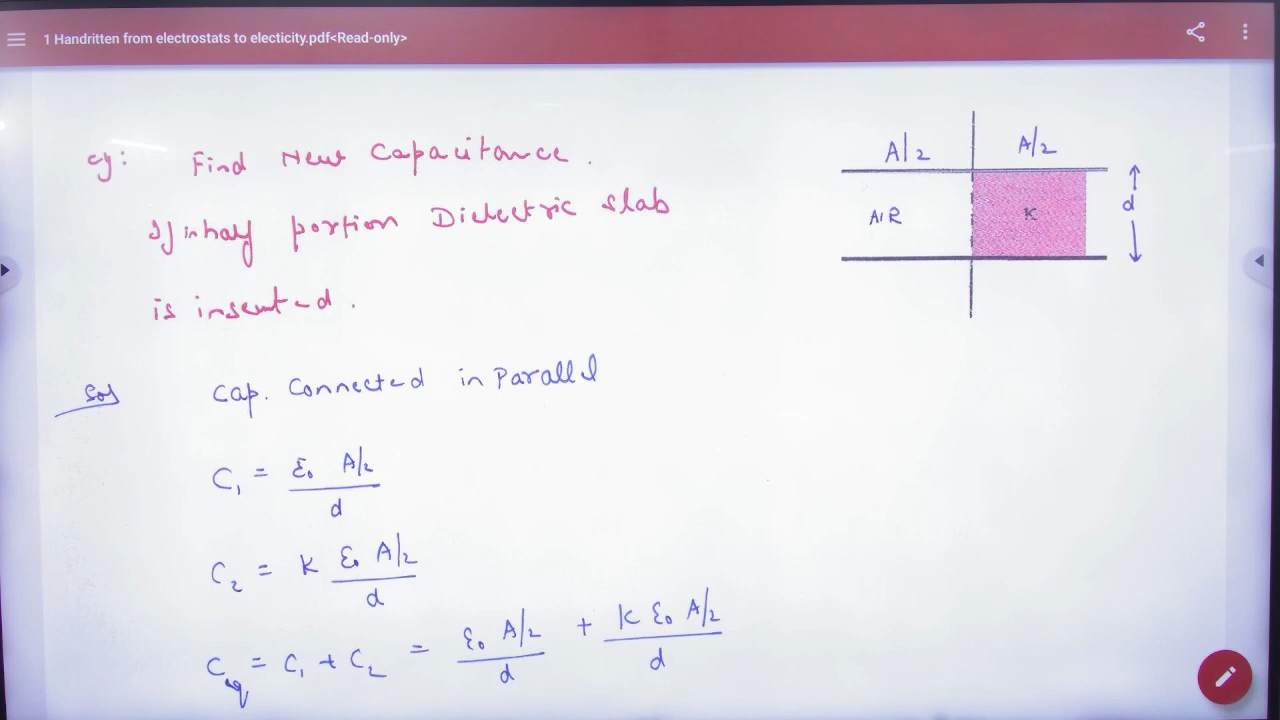 1 Handritten from electrostats to electicity.pdf<Read-only>
eg: Find New Capacitance.
If in half portion Dielectric slab
is inserted.
A/2 A/2
AIR K d
Sol Cap. Connected in Parallel
C₁ = ε₀ A/2 / d
C₂ = K ε₀ A/2 / d
Ceq = C₁ + C₂ = ε₀ A/2 / d + K ε₀ A/2 / d